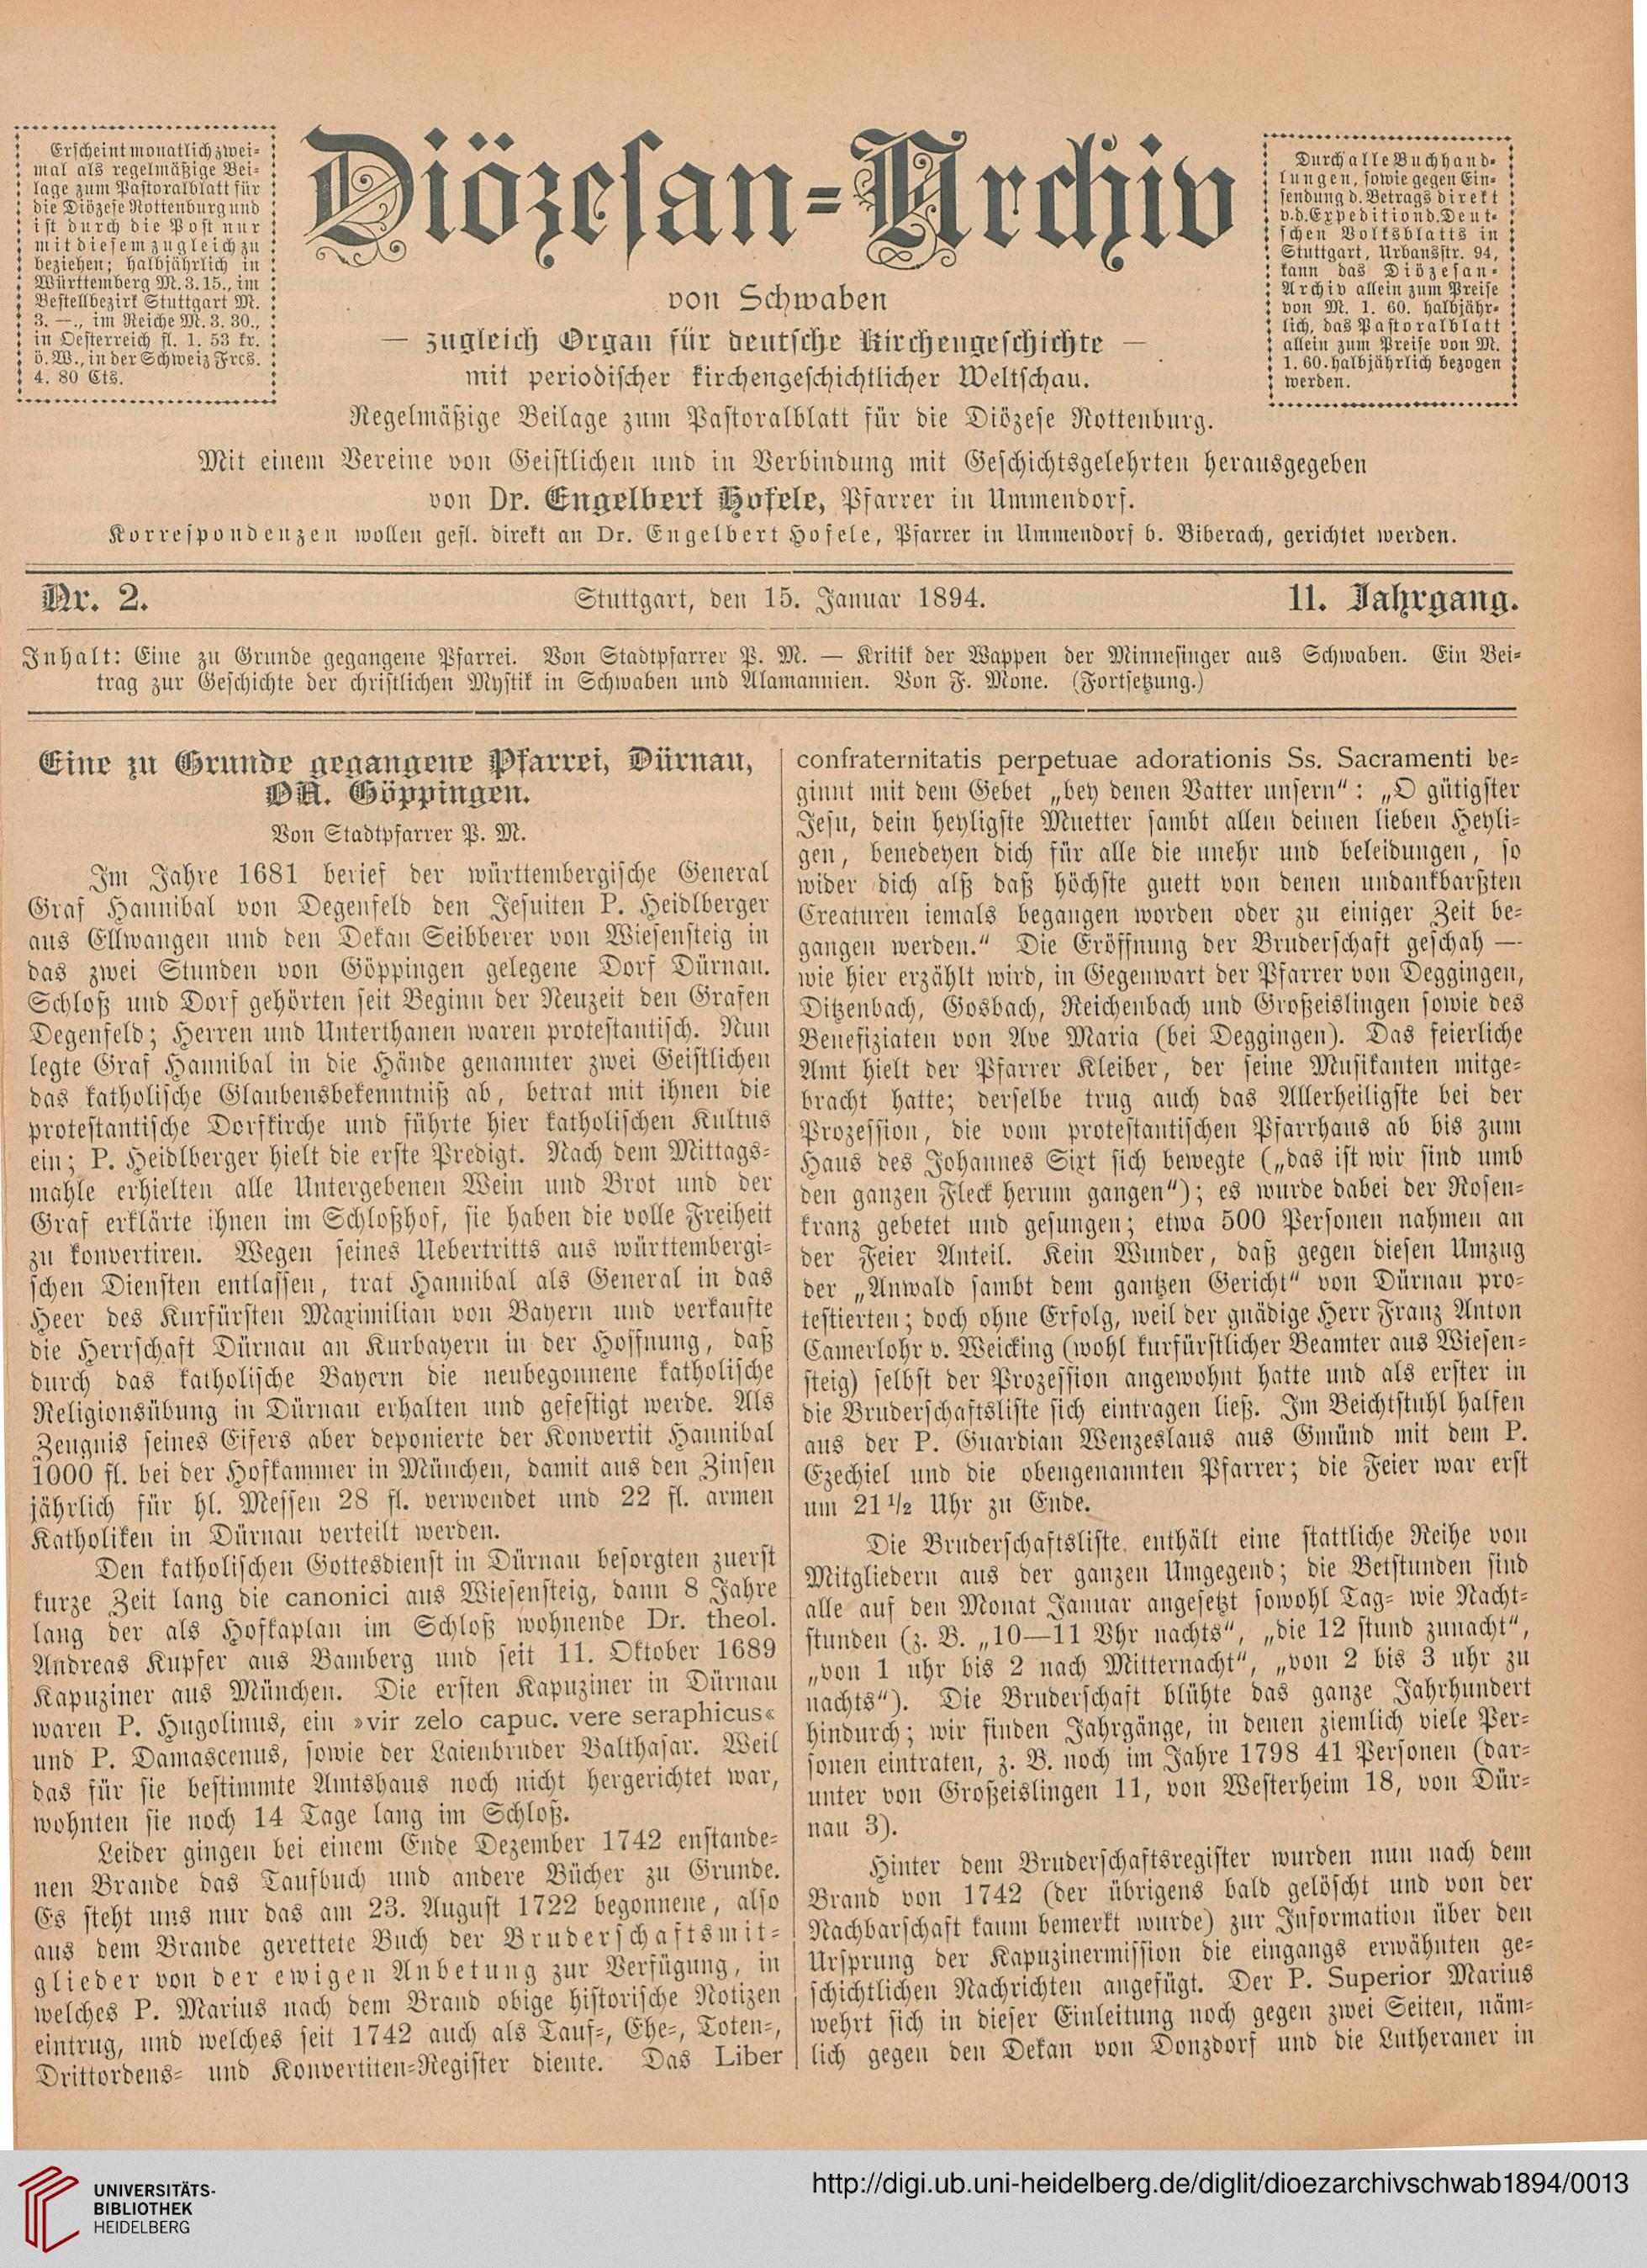 Erscheint monatlich zwei-
mal als regelmäßige Bei-
lage zum Pastoralblatt für
die Diözese Rottenburg und
ist durch die Post nur
mit diesem zugleich zu
beziehen; halbjährlich in
Württemberg M. 3. 15., im
Bestellbezirk Stuttgart M.
3. —., im Reiche M. 3. 30.,
in Oesterreich fl. 1. 53 kr.
ö. W., in der Schweiz Frcs.
4. 80 Cts.
Diözesan-Archiv
von Schwaben
— zugleich Organ für deutsche Kirchengeschichte —
mit periodischer kirchengeschichtlicher Weltschau.
Regelmäßige Beilage zum Pastoralblatt für die Diözese Rottenburg.
Durch alle Buchhand-
lungen, sowie gegen Ein-
sendung d. Betrags direkt
v. d. Expedition d. Deut-
schen Volksblatts in
Stuttgart, Urbansstr. 94,
kann das Diözesan-
Archiv allein zum Preise
von M. 1. 60. halbjähr-
lich, das Pastoralblatt
allein zum Preise von M.
1. 60. halbjährlich bezogen
werden.
Mit einem Vereine von Geistlichen und in Verbindung mit Geschichtsgelehrten herausgegeben
von Dr. Engelbert Hofele, Pfarrer in Ummendorf.
Korrespondenzen wollen gefl. direkt an Dr. Engelbert Hofele, Pfarrer in Ummendorf b. Biberach, gerichtet werden.
Nr. 2. Stuttgart, den 15. Januar 1894. 11. Jahrgang.
Inhalt: Eine zu Grunde gegangene Pfarrei. Von Stadtpfarrer P. M. — Kritik der Wappen der Minnesinger aus Schwaben. Ein Bei-
trag zur Geschichte der christlichen Mystik in Schwaben und Alamannien. Von F. Mone. (Fortsetzung.)
Eine zu Grunde gegangene Pfarrei, Dürnau,
OA. Göppingen.
Von Stadtpfarrer P. M.
Im Jahre 1681 berief der württembergische General
Graf Hannibal von Degenfeld den Jesuiten P. Heidlberger
aus Ellwangen und den Dekan Seibberer von Wiesensteig in
das zwei Stunden von Göppingen gelegene Dorf Dürnau.
Schloß und Dorf gehörten seit Beginn der Neuzeit den Grafen
Degenfeld; Herren und Unterthanen waren protestantisch. Nun
legte Graf Hannibal in die Hände genannter zwei Geistlichen
das katholische Glaubensbekenntniß ab, betrat mit ihnen die
protestantische Dorfkirche und führte hier katholischen Kultus
ein; P. Heidlberger hielt die erste Predigt. Nach dem Mittags-
mahle erhielten alle Untergebenen Wein und Brot und der
Graf erklärte ihnen im Schloßhof, sie haben die volle Freiheit
zu konvertiren. Wegen seines Uebertritts aus württembergi-
schen Diensten entlassen, trat Hannibal als General in das
Heer des Kurfürsten Maximilian von Bayern und verkaufte
die Herrschaft Dürnau an Kurbayern in der Hoffnung, daß
durch das katholische Bayern die neubegonnene katholische
Religionsübung in Dürnau erhalten und gefestigt werde. Als
Zeugnis seines Eifers aber deponierte der Konvertit Hannibal
1000 fl. bei der Hofkammer in München, damit aus den Zinsen
jährlich für hl. Messen 28 fl. verwendet und 22 fl. armen
Katholiken in Dürnau verteilt werden.
Den katholischen Gottesdienst in Dürnau besorgten zuerst
kurze Zeit lang die canonici aus Wiesensteig, dann 8 Jahre
lang der als Hofkaplan im Schloß wohnende Dr. theol.
Andreas Kupfer aus Bamberg und seit 11. Oktober 1689
Kapuziner aus München. Die ersten Kapuziner in Dürnau
waren P. Hugolinus, ein »vir zelo capuc. vere seraphicus«
und P. Damascenus, sowie der Laienbruder Balthasar. Weil
das für sie bestimmte Amtshaus noch nicht hergerichtet war,
wohnten sie noch 14 Tage lang im Schloß.
Leider gingen bei einem Ende Dezember 1742 enstande-
nen Brande das Taufbuch und andere Bücher zu Grunde.
Es steht uns nur das am 23. August 1722 begonnene, also
aus dem Brande gerettete Buch der Bruderschaftsmit-
glieder von der ewigen Anbetung zur Verfügung, in
welches P. Marius nach dem Brand obige historische Notizen
eintrug, und welches seit 1742 auch als Tauf-, Ehe-, Toten-,
Drittordens- und Konvertiten-Register diente. Das Liber
confraternitatis perpetuae adorationis Ss. Sacramenti be-
ginnt mit dem Gebet „bey denen Vatter unsern“: „O gütigster
Jesu, dein heyligste Muetter sambt allen deinen lieben Heyli-
gen, benedeyen dich für alle die unehr und beleidungen, so
wider dich alß daß höchste guett von denen undankbarßten
Creaturen iemals begangen worden oder zu einiger Zeit be-
gangen werden.“ Die Eröffnung der Bruderschaft geschah —
wie hier erzählt wird, in Gegenwart der Pfarrer von Deggingen,
Ditzenbach, Gosbach, Reichenbach und Großeislingen sowie des
Benefiziaten von Ave Maria (bei Deggingen). Das feierliche
Amt hielt der Pfarrer Kleiber, der seine Musikanten mitge-
bracht hatte; derselbe trug auch das Allerheiligste bei der
Prozession, die vom protestantischen Pfarrhaus ab bis zum
Haus des Johannes Sixt sich bewegte („das ist wir sind umb
den ganzen Fleck herum gangen“); es wurde dabei der Rosen-
kranz gebetet und gesungen; etwa 500 Personen nahmen an
der Feier Anteil. Kein Wunder, daß gegen diesen Umzug
der „Anwald sambt dem gantzen Gericht“ von Dürnau pro-
testierten; doch ohne Erfolg, weil der gnädige Herr Franz Anton
Camerlohr v. Weicking (wohl kurfürstlicher Beamter aus Wiesen-
steig) selbst der Prozession angewohnt hatte und als erster in
die Bruderschaftsliste sich eintragen ließ. Im Beichtstuhl halfen
aus der P. Guardian Wenzeslaus aus Gmünd mit dem P.
Ezechiel und die obengenannten Pfarrer; die Feier war erst
um 21½ Uhr zu Ende.
Die Bruderschaftsliste enthält eine stattliche Reihe von
Mitgliedern aus der ganzen Umgegend; die Betstunden sind
alle auf den Monat Januar angesetzt sowohl Tag- wie Nacht-
stunden (z. B. „10—11 Vhr nachts“, „die 12 stund zunacht“,
„von 1 uhr bis 2 nach Mitternacht“, „von 2 bis 3 uhr zu
nachts“). Die Bruderschaft blühte das ganze Jahrhundert
hindurch; wir finden Jahrgänge, in denen ziemlich viele Per-
sonen eintraten, z. B. noch im Jahre 1798 41 Personen (dar-
unter von Großeislingen 11, von Westerheim 18, von Dür-
nau 3).
Hinter dem Bruderschaftsregister wurden nun nach dem
Brand von 1742 (der übrigens bald gelöscht und von der
Nachbarschaft kaum bemerkt wurde) zur Information über den
Ursprung der Kapuzinermission die eingangs erwähnten ge-
schichtlichen Nachrichten angefügt. Der P. Superior Marius
wehrt sich in dieser Einleitung noch gegen zwei Seiten, näm-
lich gegen den Dekan von Donzdorf und die Lutheraner in
UNIVERSITÄTS-
BIBLIOTHEK
HEIDELBERG
http://digi.ub.uni-heidelberg.de/diglit/dioezarchivschwab1894/0013